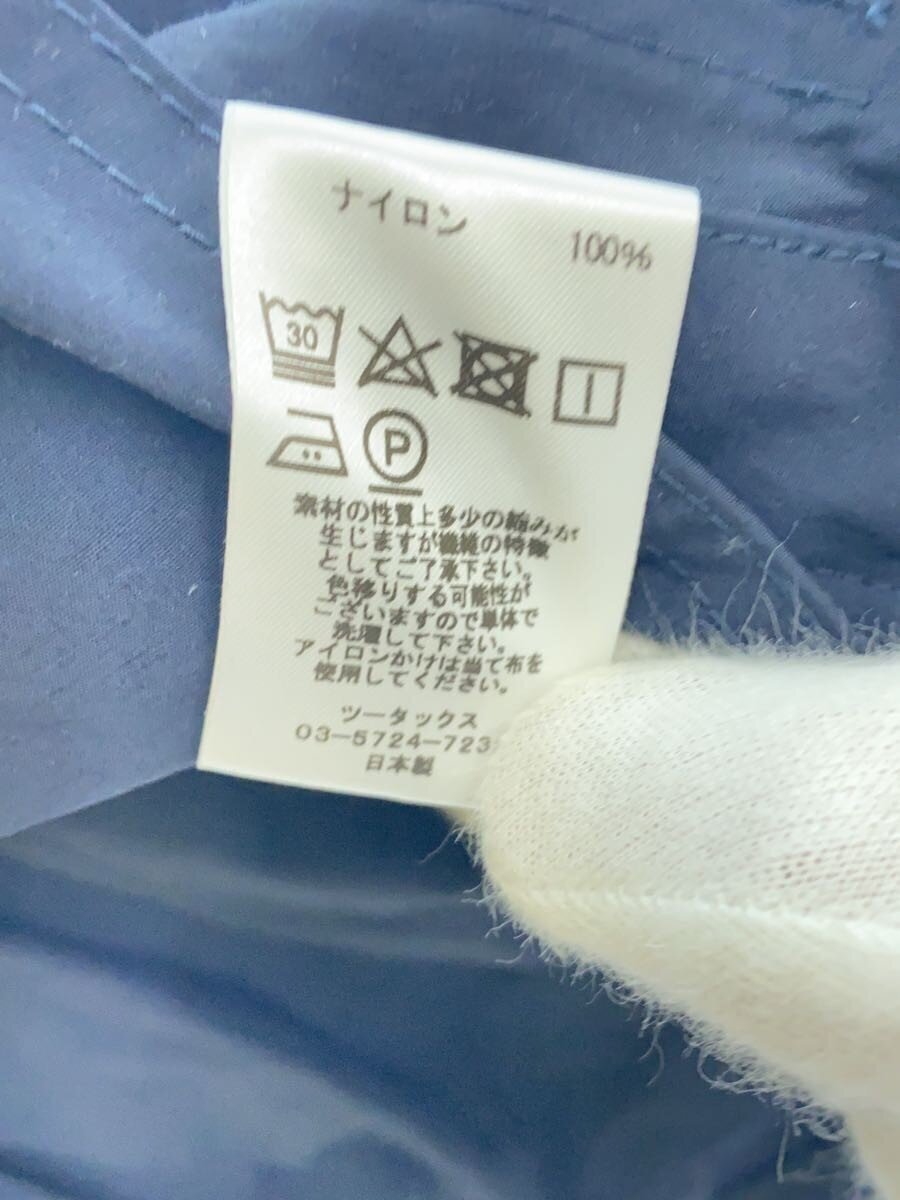 ナイロン 100%
30
P
素材の性質上多少の縮みが
生じますが繊維の特徴
としてご了承下さい。
色移りする可能性が
ございますので単体で
洗濯して下さい。
アイロンかけは当て布を
使用してください。
ツータックス
03-5724-723
日本製